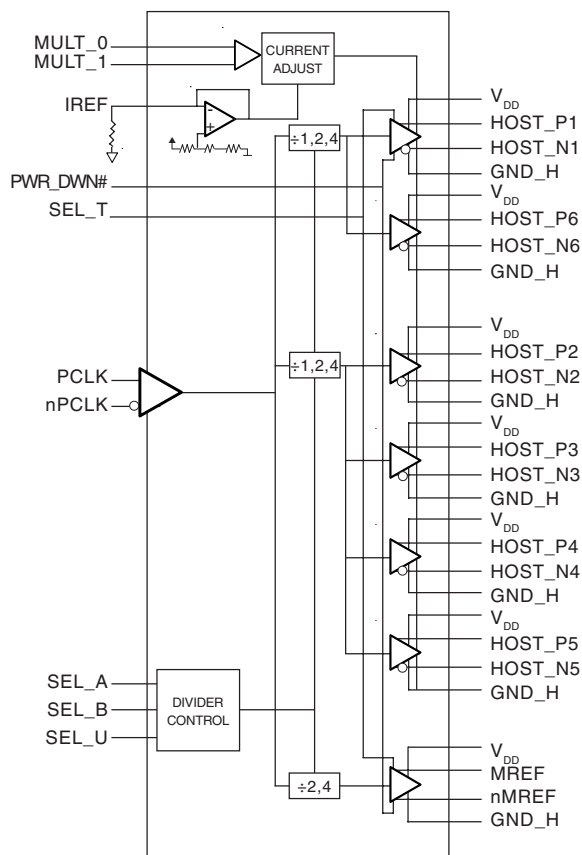 MULT_0
MULT_1
CURRENT
ADJUST
IREF
-
+
÷1,2,4
V_DD
HOST_P1
HOST_N1
GND_H
PWR_DWN#
SEL_T
V_DD
HOST_P6
HOST_N6
GND_H
÷1,2,4
V_DD
HOST_P2
HOST_N2
GND_H
PCLK
nPCLK
V_DD
HOST_P3
HOST_N3
GND_H
V_DD
HOST_P4
HOST_N4
GND_H
V_DD
HOST_P5
HOST_N5
GND_H
SEL_A
SEL_B
SEL_U
DIVIDER
CONTROL
÷2,4
V_DD
MREF
nMREF
GND_H